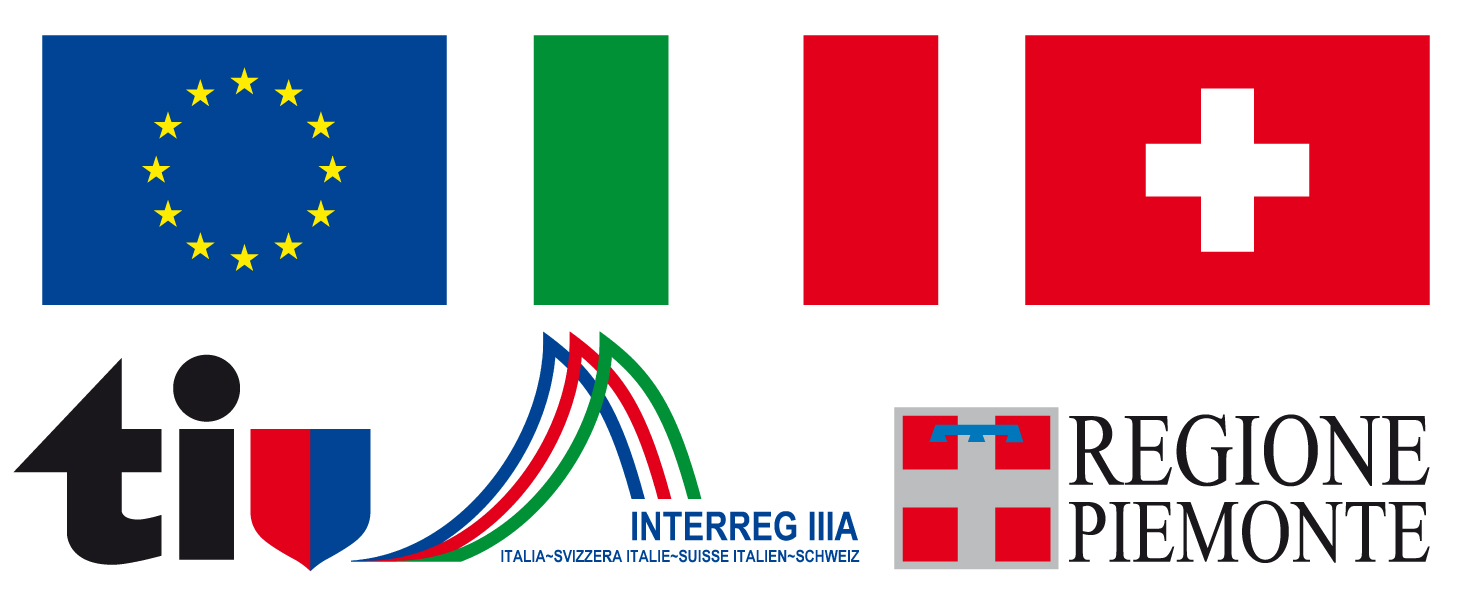 ti
INTERREG IIIA
ITALIA~SVIZZERA ITALIE~SUISSE ITALIEN~SCHWEIZ
REGIONE
PIEMONTE